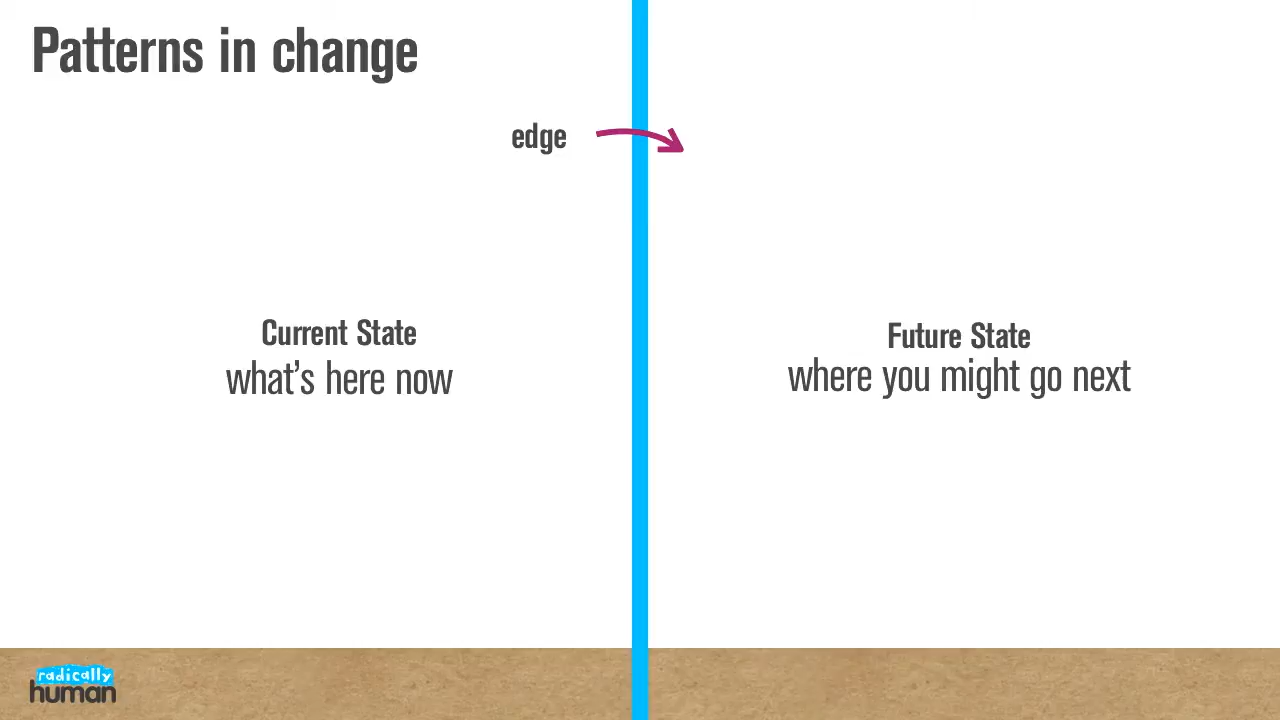 Patterns in change
edge
Current State
what's here now
Future State
where you might go next
radically
human